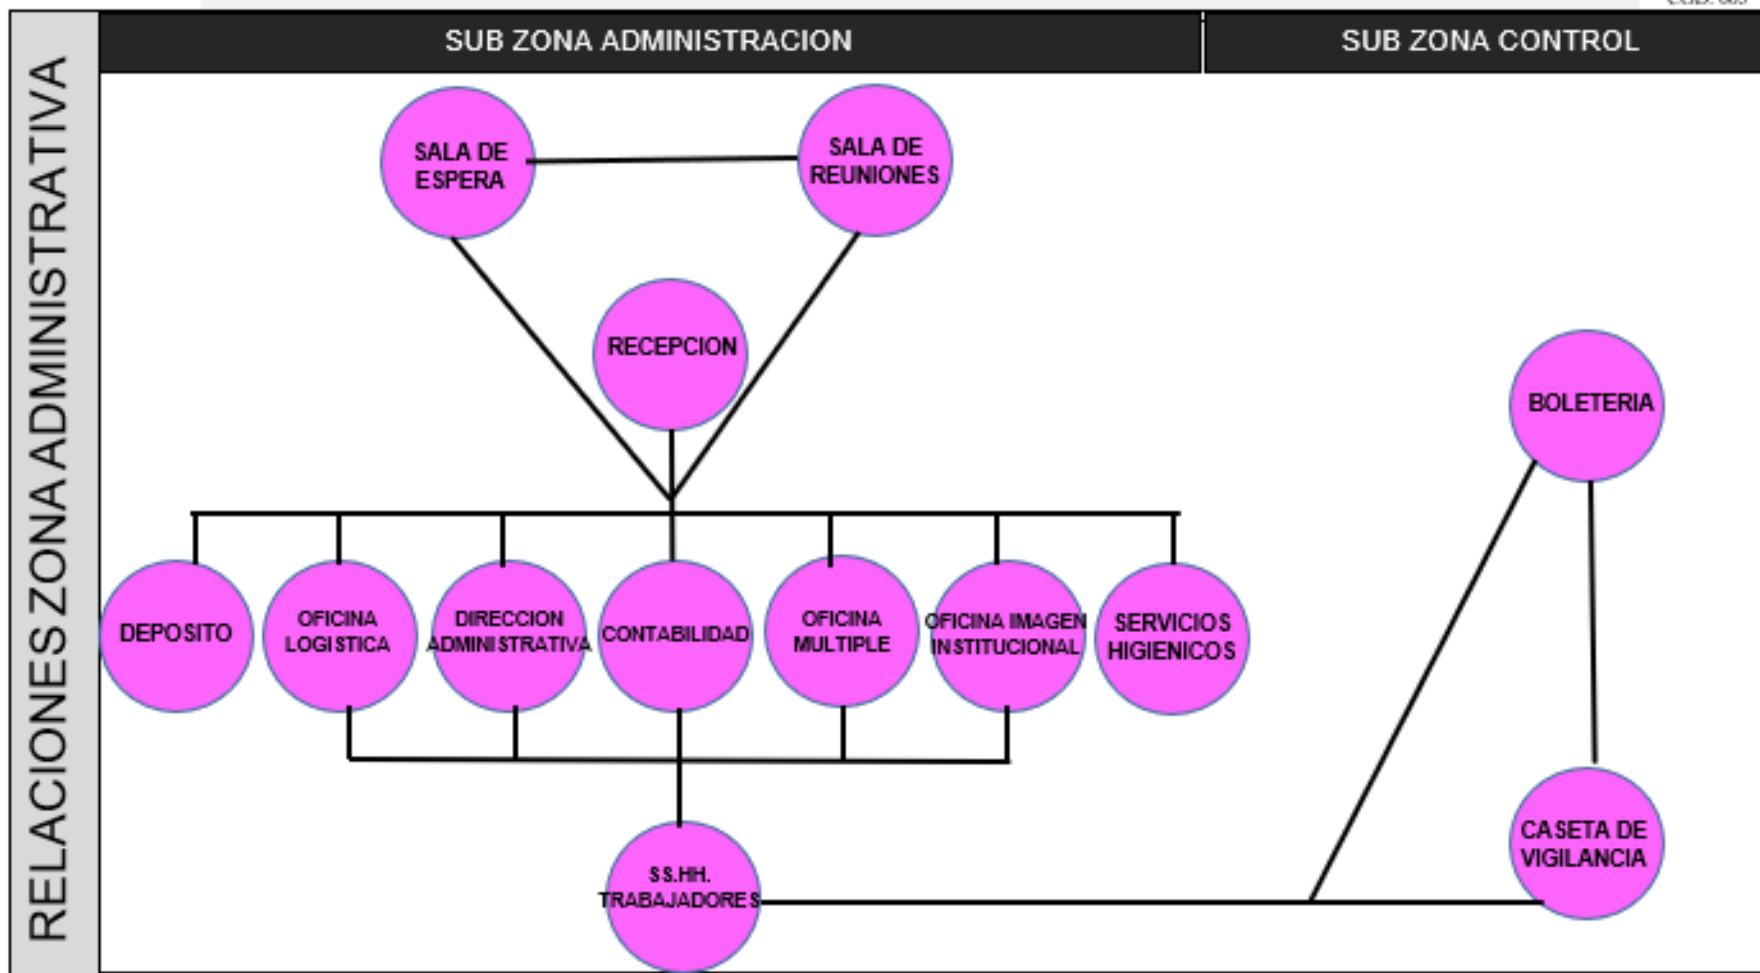 SUB ZONA ADMINISTRACION
SUB ZONA CONTROL
RELACIONES ZONA ADMINISTRATIVA
SALA DE
ESPERA
SALA DE
REUNIONES
RECEPCION
BOLETERIA
DEPOSITO
OFICINA
LOGISTICA
DIRECCION
ADMINISTRATIVA
CONTABILIDAD
OFICINA
MULTIPLE
OFICINA IMAGEN
INSTITUCIONAL
SERVICIOS
HIGIENICOS
CASETA DE
VIGILANCIA
SS.HH.
TRABAJADORES